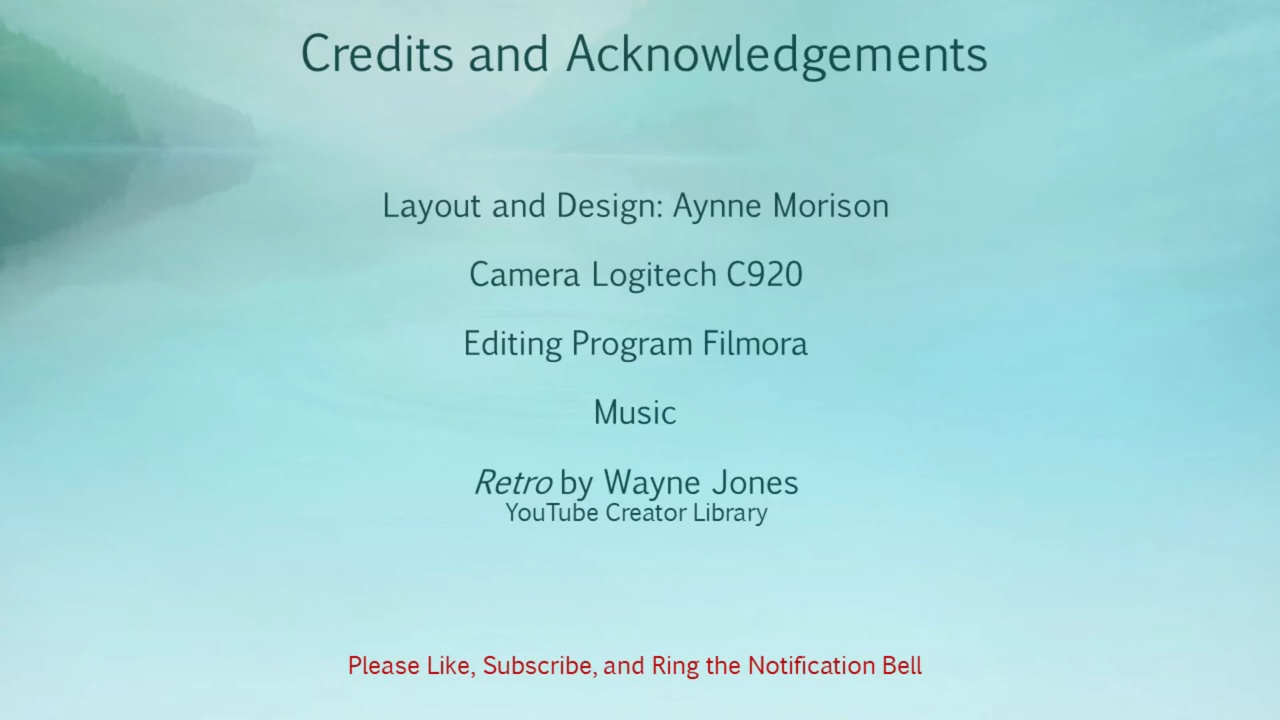 Credits and Acknowledgements
Layout and Design: Aynne Morison
Camera Logitech C920
Editing Program Filmora
Music
Retro by Wayne Jones
YouTube Creator Library
Please Like, Subscribe, and Ring the Notification Bell